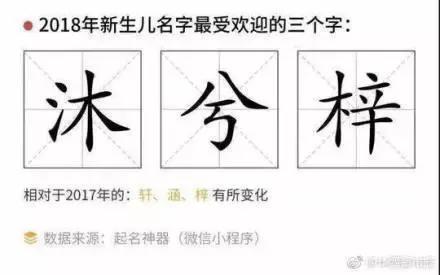 2018年新生儿名字最受欢迎的三个字：
沐 兮 梓
相对于2017年的：轩、涵、梓 有所变化
数据来源：起名神器（微信小程序）